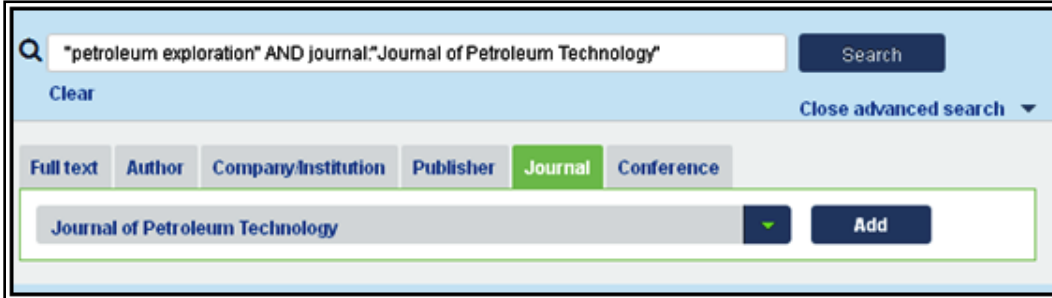 "petroleum exploration" AND journal:"Journal of Petroleum Technology"
Search
Clear
Close advanced search
Full text Author Company/Institution Publisher Journal Conference
Journal of Petroleum Technology
Add